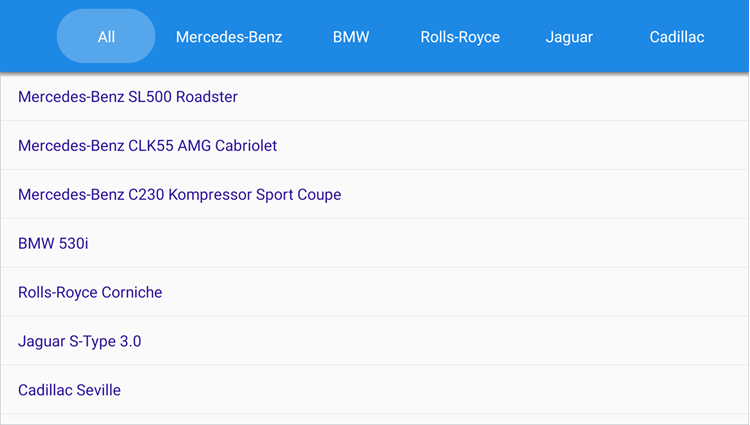 All Mercedes-Benz BMW Rolls-Royce Jaguar Cadillac
Mercedes-Benz SL500 Roadster
Mercedes-Benz CLK55 AMG Cabriolet
Mercedes-Benz C230 Kompressor Sport Coupe
BMW 530i
Rolls-Royce Corniche
Jaguar S-Type 3.0
Cadillac Seville